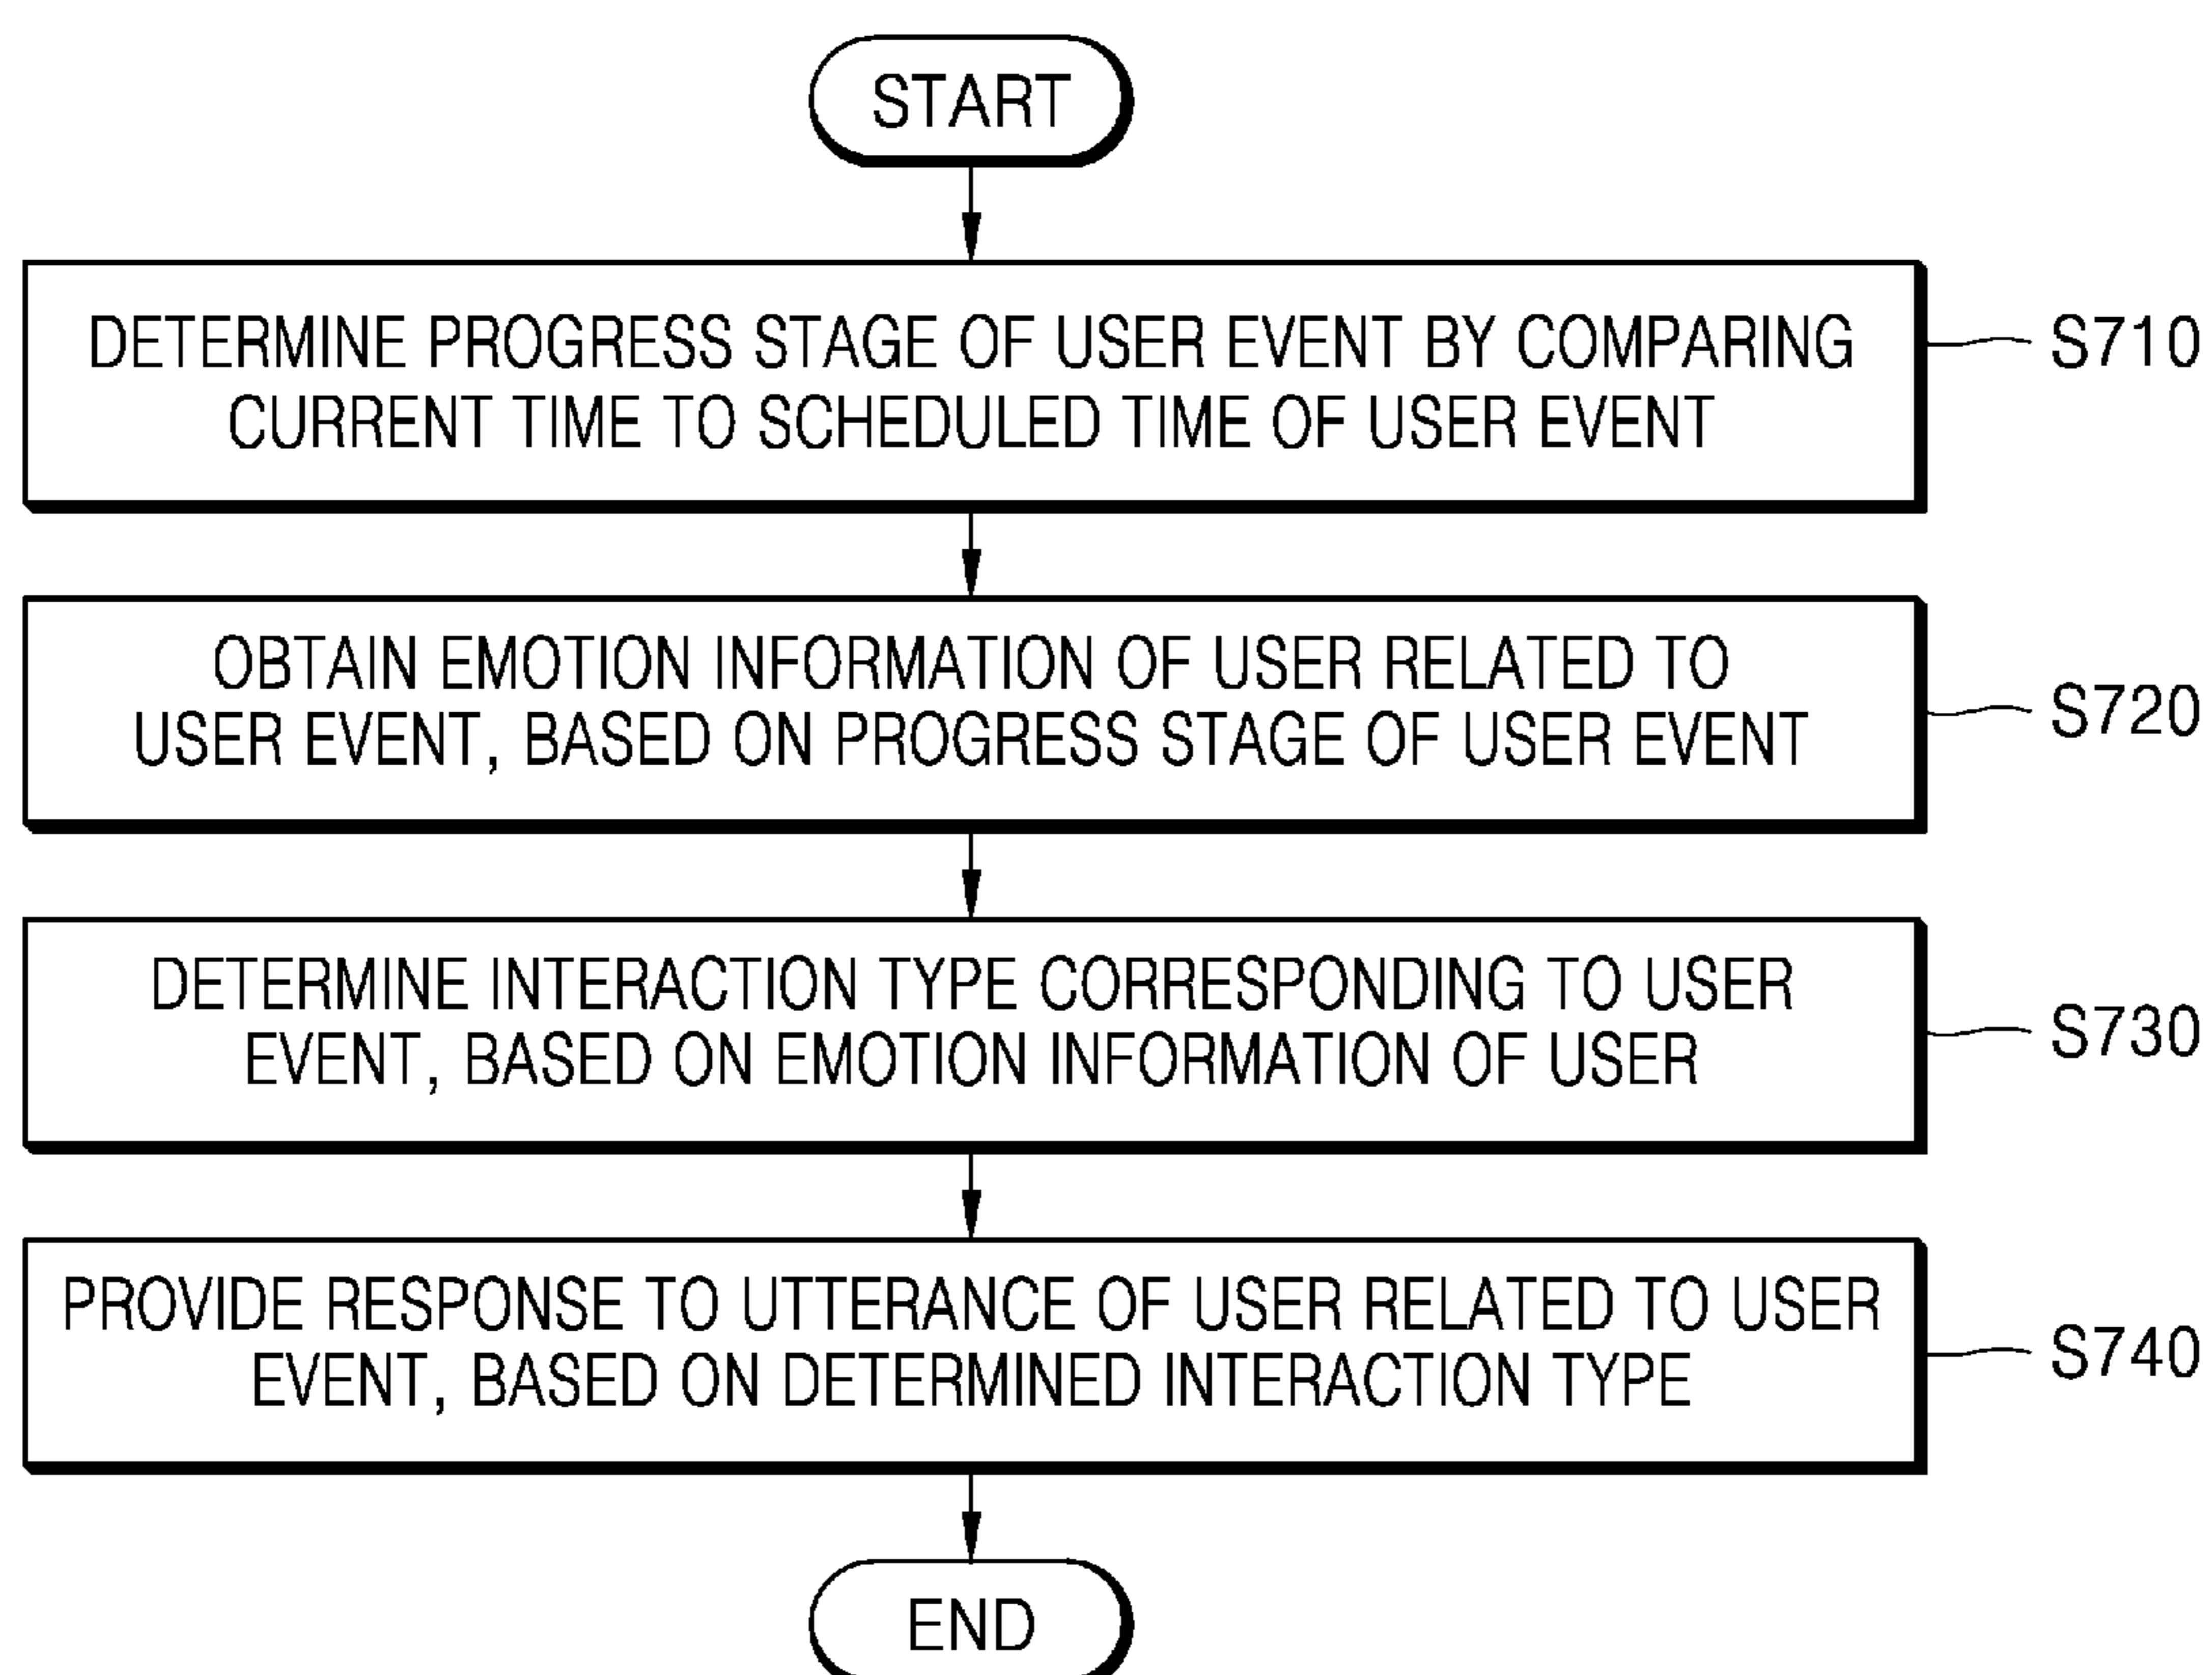 START
DETERMINE PROGRESS STAGE OF USER EVENT BY COMPARING
CURRENT TIME TO SCHEDULED TIME OF USER EVENT
S710
OBTAIN EMOTION INFORMATION OF USER RELATED TO
USER EVENT, BASED ON PROGRESS STAGE OF USER EVENT
S720
DETERMINE INTERACTION TYPE CORRESPONDING TO USER
EVENT, BASED ON EMOTION INFORMATION OF USER
S730
PROVIDE RESPONSE TO UTTERANCE OF USER RELATED TO USER
EVENT, BASED ON DETERMINED INTERACTION TYPE
S740
END